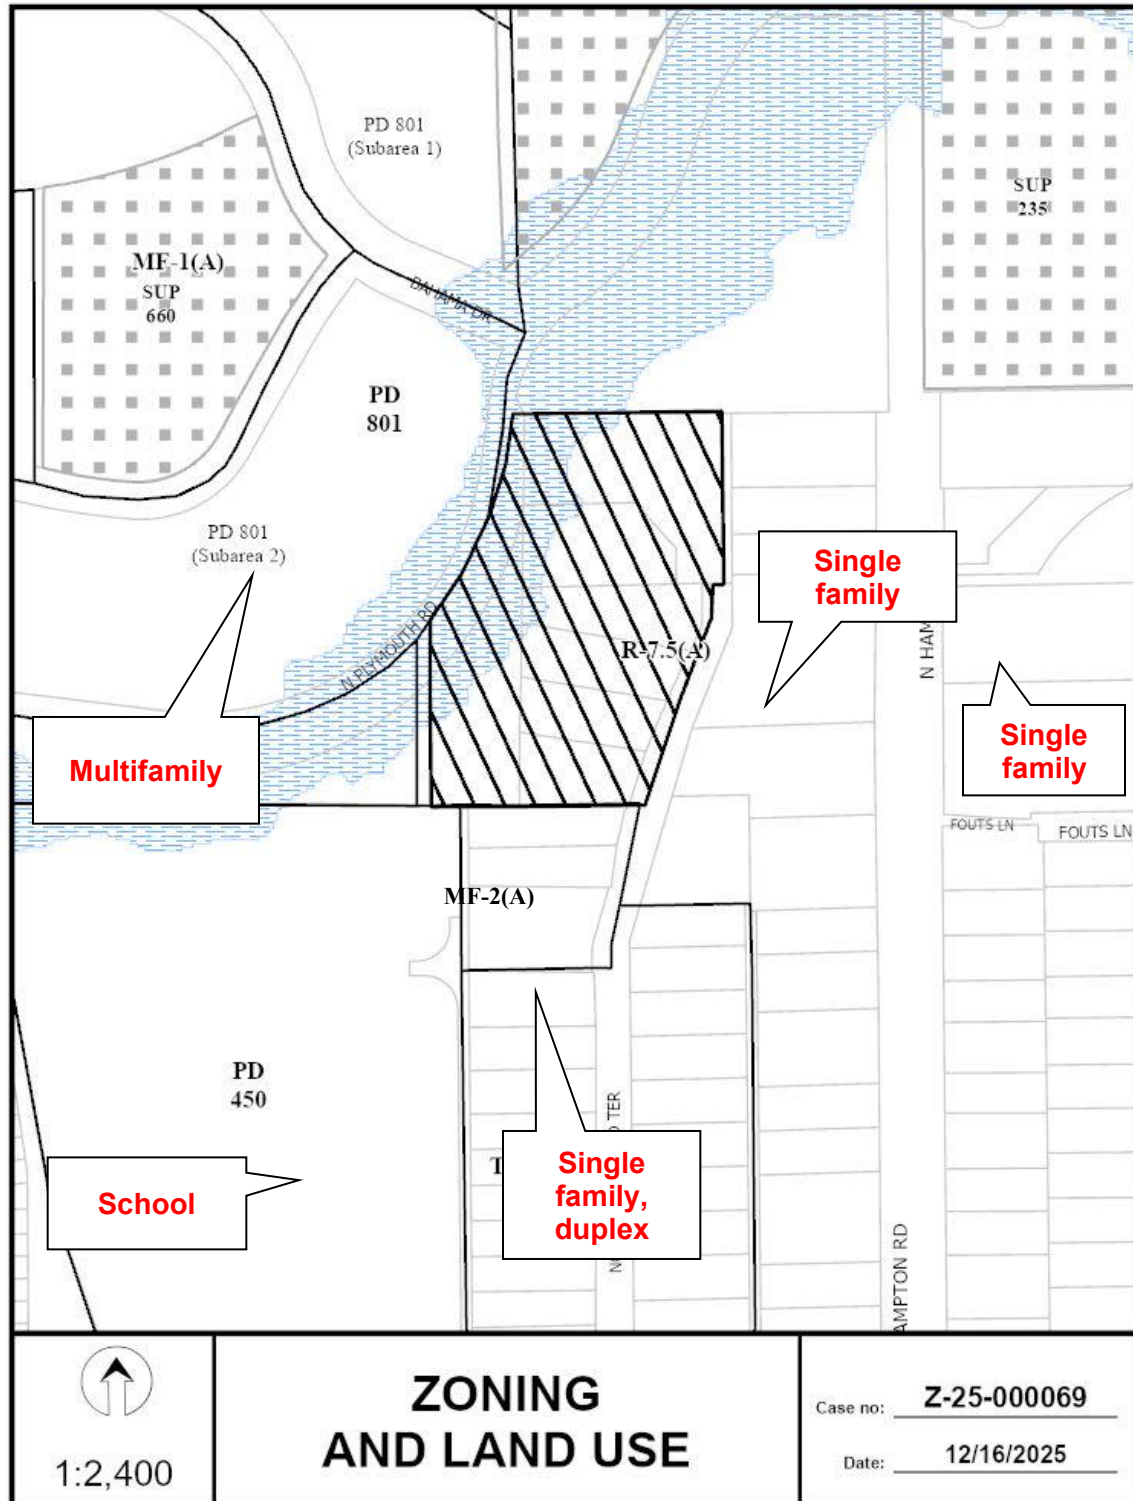 PD 801
(Subarea 1)
SUP
235
MF-1(A)
SUP
660
BAHAMA DR
PD
801
PD 801
(Subarea 2)
Single
family
N PLYMOUTH RD
R-7.5(A)
N HAM
Multifamily
Single
family
FOUTS LN
FOUTS LN
MF-2(A)
PD
450
TER
School
Single
family,
duplex
AMPTON RD
1:2,400
ZONING
AND LAND USE
Case no: Z-25-000069
Date: 12/16/2025